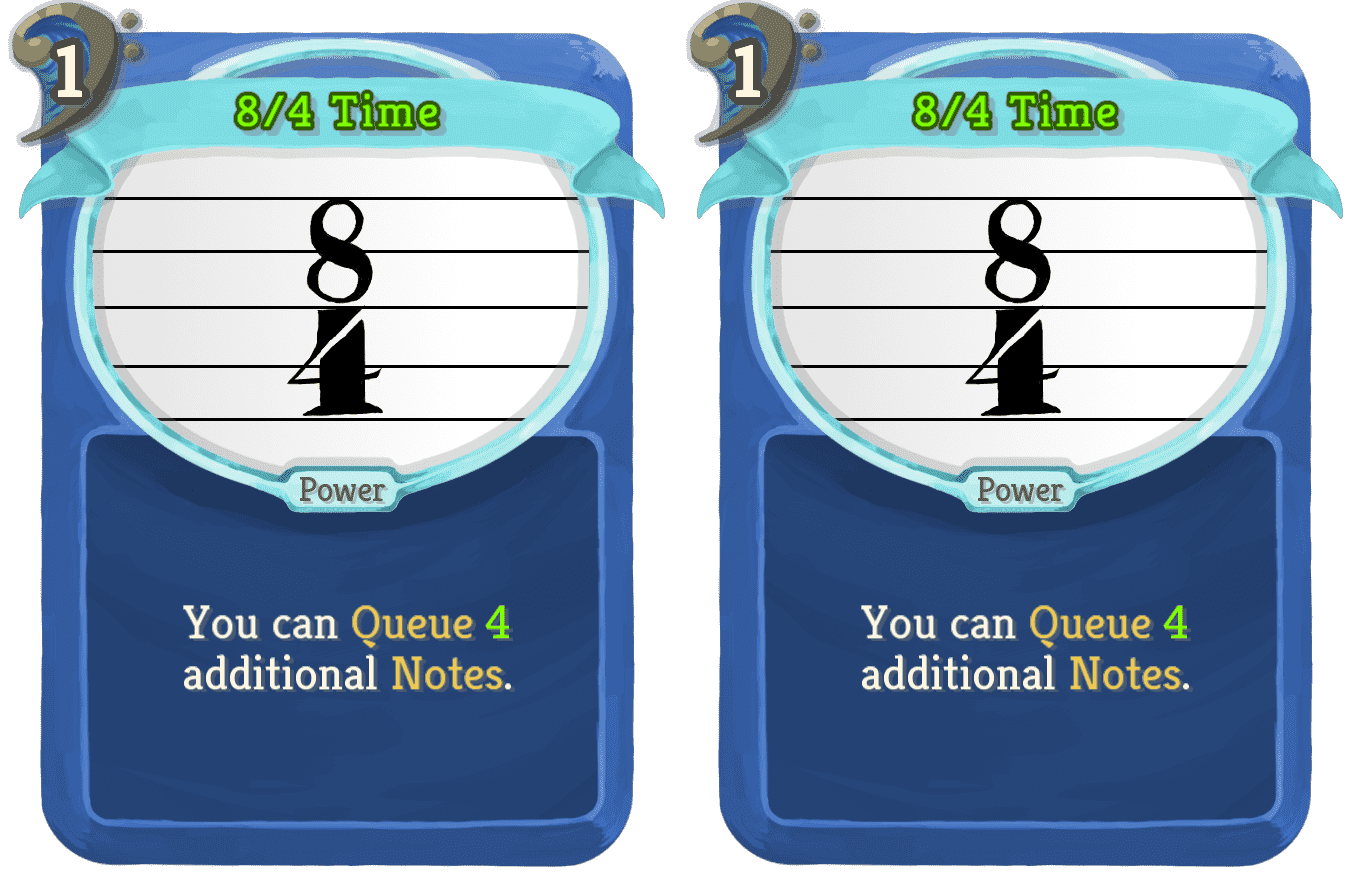 1
8/4 Time
8
4
Power
You can Queue 4
additional Notes.
1
8/4 Time
8
4
Power
You can Queue 4
additional Notes.